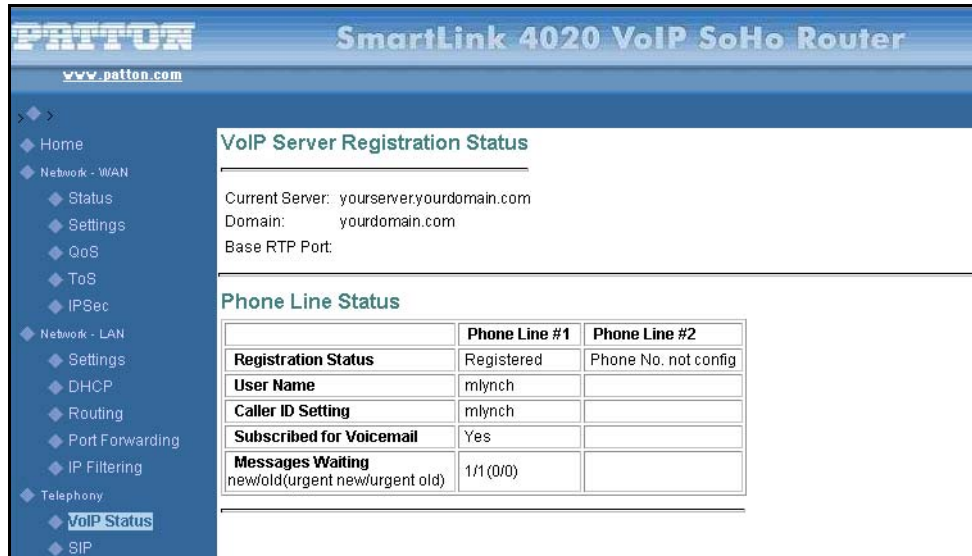 PATTON
SmartLink 4020 VoIP SoHo Router
www.patton.com
> >
Home
Network - WAN
Status
Settings
QoS
ToS
IPSec
Network - LAN
Settings
DHCP
Routing
Port Forwarding
IP Filtering
Telephony
VoIP Status
SIP
VoIP Server Registration Status
Current Server: yourserver.yourdomain.com
Domain: yourdomain.com
Base RTP Port:
Phone Line Status
Phone Line #1 Phone Line #2
Registration Status Registered Phone No. not config
User Name mlynch
Caller ID Setting mlynch
Subscribed for Voicemail Yes
Messages Waiting
new/old(urgent new/urgent old) 1/1(0/0)